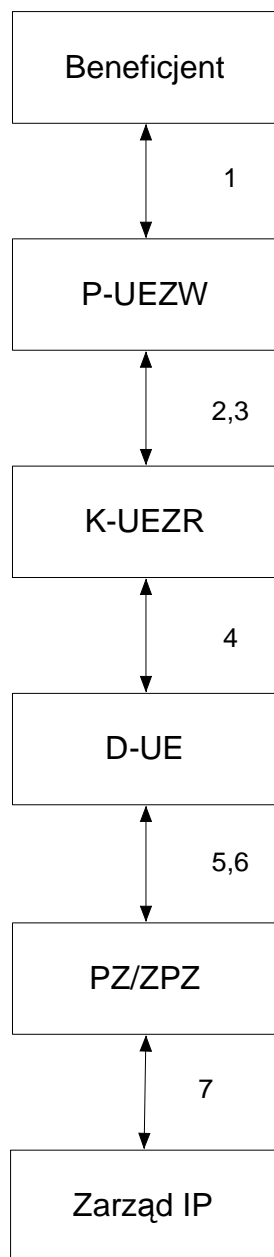 Beneficjent
1
P-UEZW
2,3
K-UEZR
4
D-UE
5,6
PZ/ZPZ
7
Zarząd IP